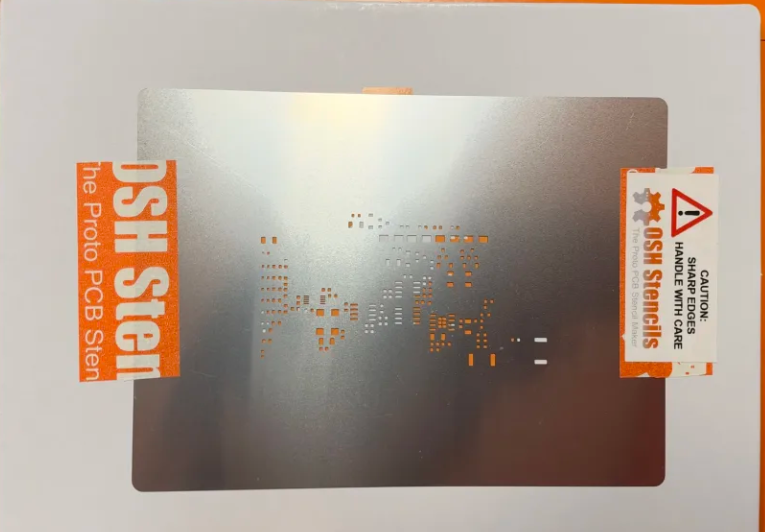 OSH Sten
he Proto PCB Sten
CAUTION:
SHARP EDGES
HANDLE WITH CARE
OSH Stencils
The Proto PCB Stencil Maker